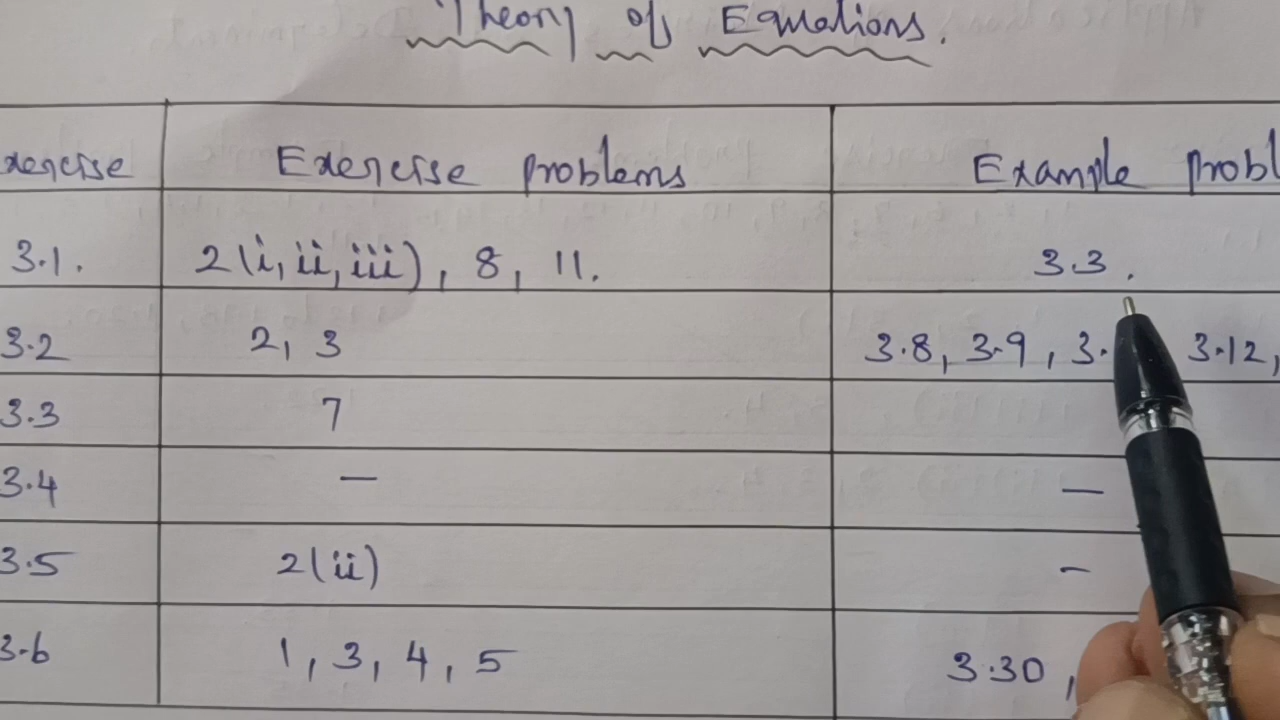 Theory of Equations.
Exercise problems Example
3.1. 2(i, ii, iii), 8, 11. 3.3.
3.2 2, 3 3.8, 3.9, 3.12,
3.3 7
3.4 — —
3.5 2(ii) -
3.6 1, 3, 4, 5 3.30,